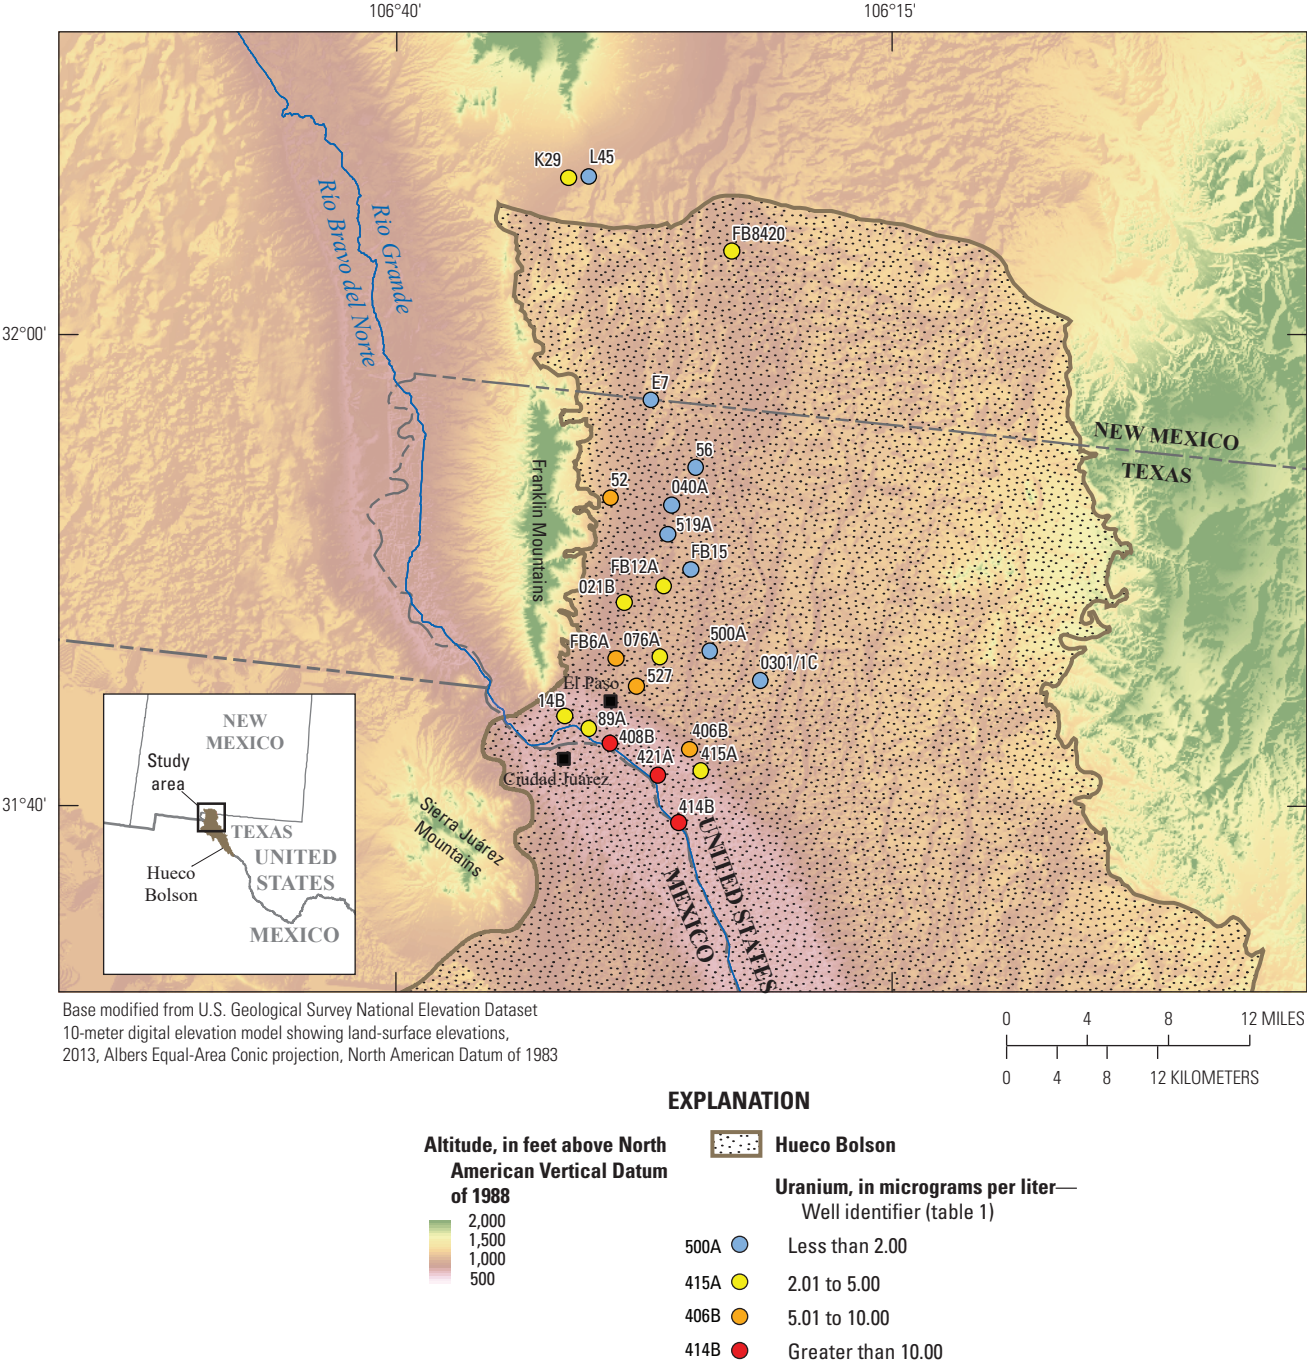 106°40'
106°15'
K29
L45
Rio Grande
Río Bravo del Norte
FB8420
32°00'
E7
NEW MEXICO
TEXAS
56
52
040A
519A
Franklin Mountains
FB15
FB12A
021B
FB6A
076A
500A
527
0301/1C
El Paso
14B
89A
408B
406B
421A
415A
Ciudad Juárez
31°40'
414B
Sierra Juárez
Mountains
UNITED STATES
MEXICO
NEW
MEXICO
Study
area
TEXAS
UNITED
STATES
Hueco
Bolson
MEXICO
Base modified from U.S. Geological Survey National Elevation Dataset
10-meter digital elevation model showing land-surface elevations,
2013, Albers Equal-Area Conic projection, North American Datum of 1983
0 4 8 12 MILES
0 4 8 12 KILOMETERS
EXPLANATION
Altitude, in feet above North
American Vertical Datum
of 1988
2,000
1,500
1,000
500
Hueco Bolson
Uranium, in micrograms per liter—
Well identifier (table 1)
500A Less than 2.00
415A 2.01 to 5.00
406B 5.01 to 10.00
414B Greater than 10.00